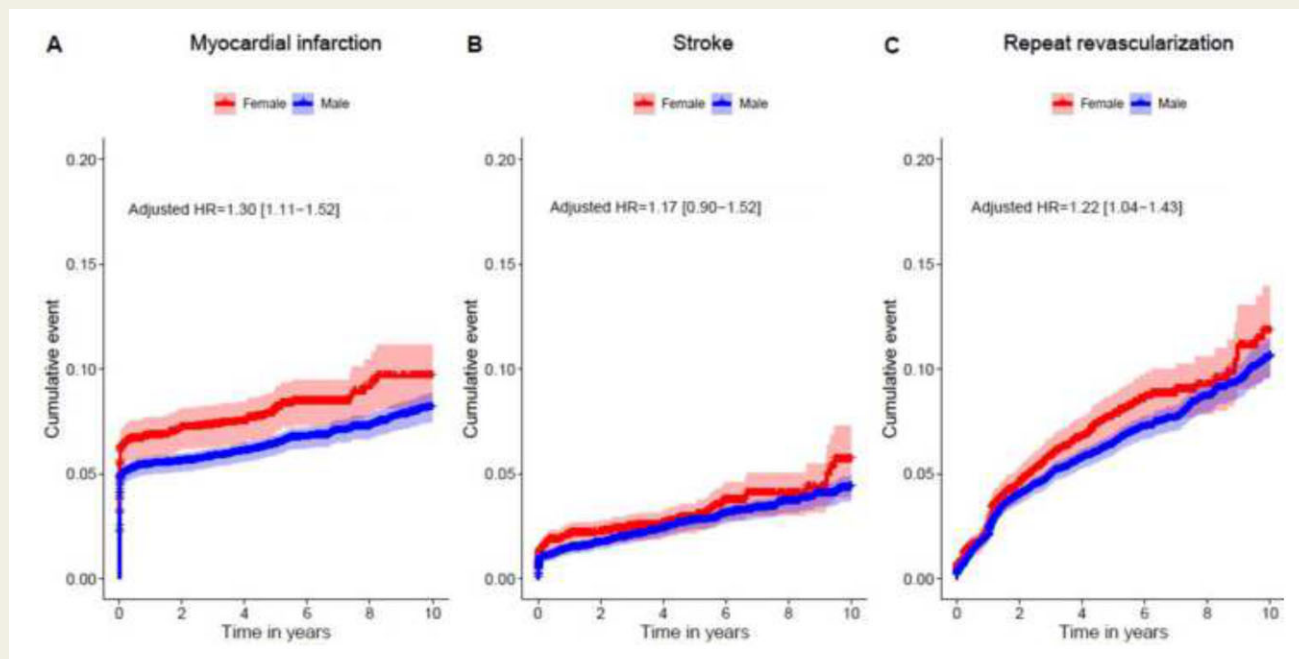 A Myocardial infarction
Female Male
Adjusted HR=1.30 [1.11−1.52]
Cumulative event
0.20
0.15
0.10
0.05
0.00
0 2 4 6 8 10
Time in years
B Stroke
Female Male
Adjusted HR=1.17 [0.90−1.52]
Cumulative event
0.20
0.15
0.10
0.05
0.00
0 2 4 6 8 10
Time in years
C Repeat revascularization
Female Male
Adjusted HR=1.22 [1.04−1.43]
Cumulative event
0.20
0.15
0.10
0.05
0.00
0 2 4 6 8 10
Time in years